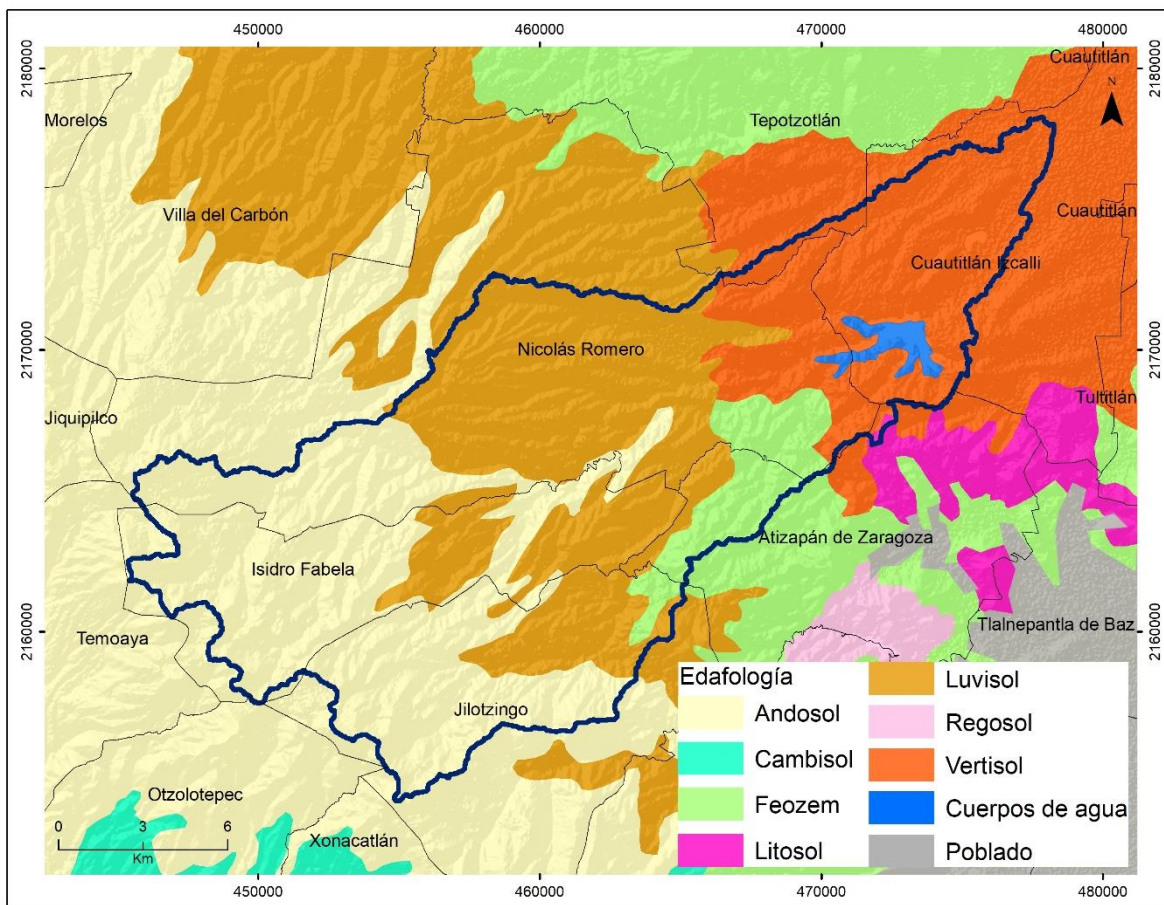 450000
460000
470000
480000
2180000
2180000
Cuautitlán
N
Morelos
Tepotzotlán
Villa del Carbón
Cuautitlán
Cuautitlán Izcalli
Nicolás Romero
2170000
2170000
Jiquipilco
Tultitlán
Atizapán de Zaragoza
Isidro Fabela
Temoaya
Tlalnepantla de Baz
2160000
2160000
Jilotzingo
Otzolotepec
Xonacatlán
0
3
6
Km
Edafología
Andosol
Cambisol
Feozem
Litosol
Luvisol
Regosol
Vertisol
Cuerpos de agua
Poblado
450000
460000
470000
480000